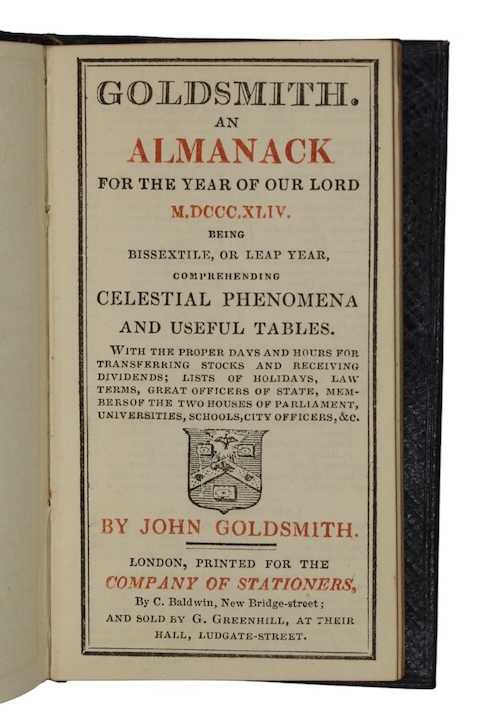 GOLDSMITH.
AN
ALMANACK
FOR THE YEAR OF OUR LORD
M,DCCC,XLIV.
BEING
BISSEXTILE, OR LEAP YEAR,
COMPREHENDING
CELESTIAL PHENOMENA
AND USEFUL TABLES.
WITH THE PROPER DAYS AND HOURS FOR
TRANSFERRING STOCKS AND RECEIVING
DIVIDENDS; LISTS OF HOLIDAYS, LAW
TERMS, GREAT OFFICERS OF STATE, MEM-
BERSOF THE TWO HOUSES OF PARLIAMENT,
UNIVERSITIES, SCHOOLS, CITY OFFICERS, &c.
BY JOHN GOLDSMITH.
LONDON, PRINTED FOR THE
COMPANY OF STATIONERS,
By C. Baldwin, New Bridge-street;
AND SOLD BY G. GREENHILL, AT THEIR
HALL, LUDGATE-STREET.